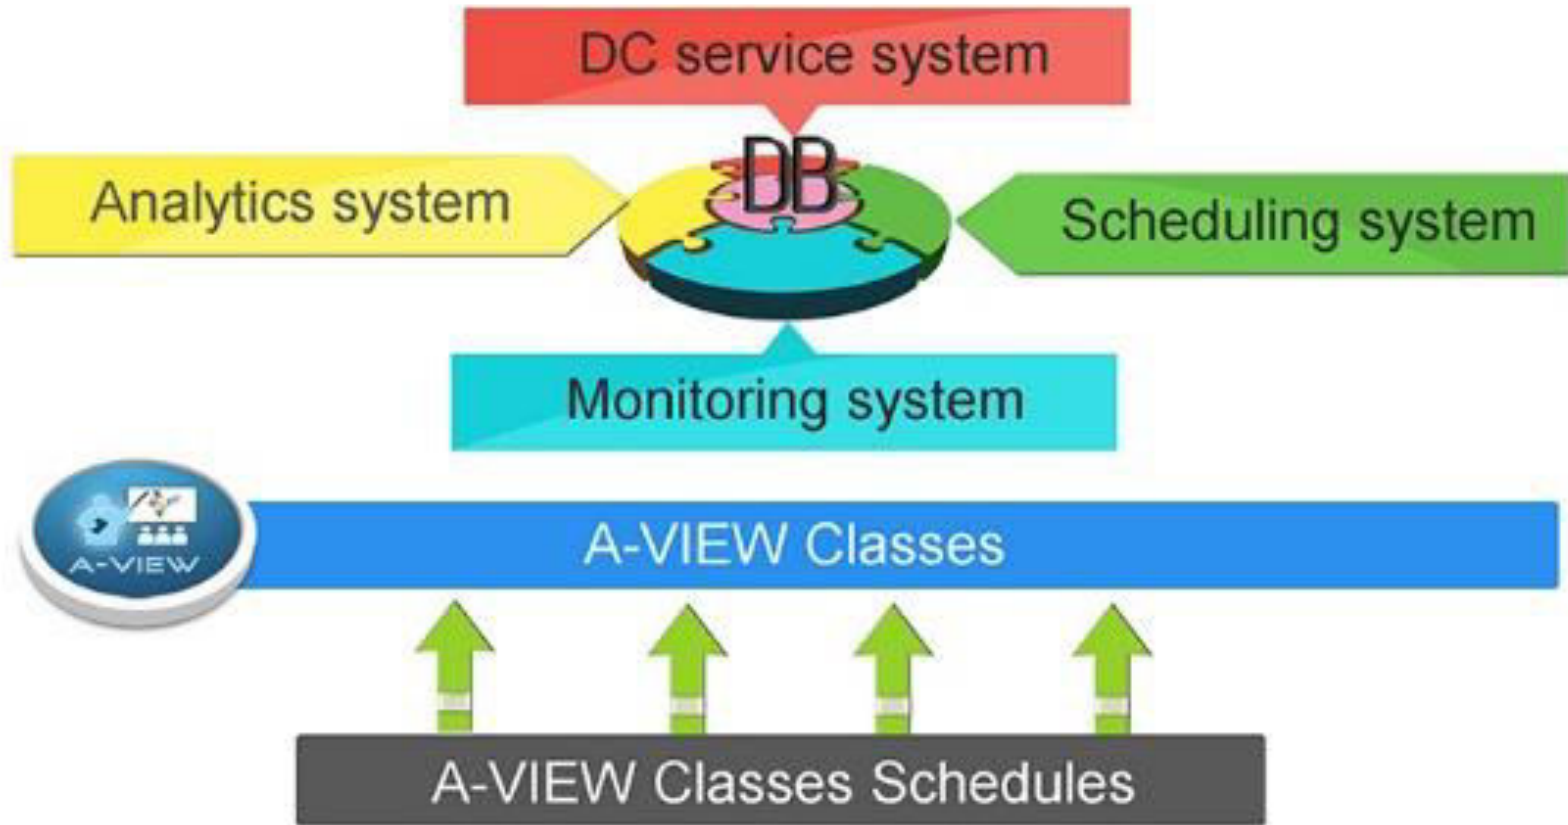 DC service system
DB
Analytics system
Scheduling system
Monitoring system
A-VIEW
A-VIEW Classes
A-VIEW Classes Schedules